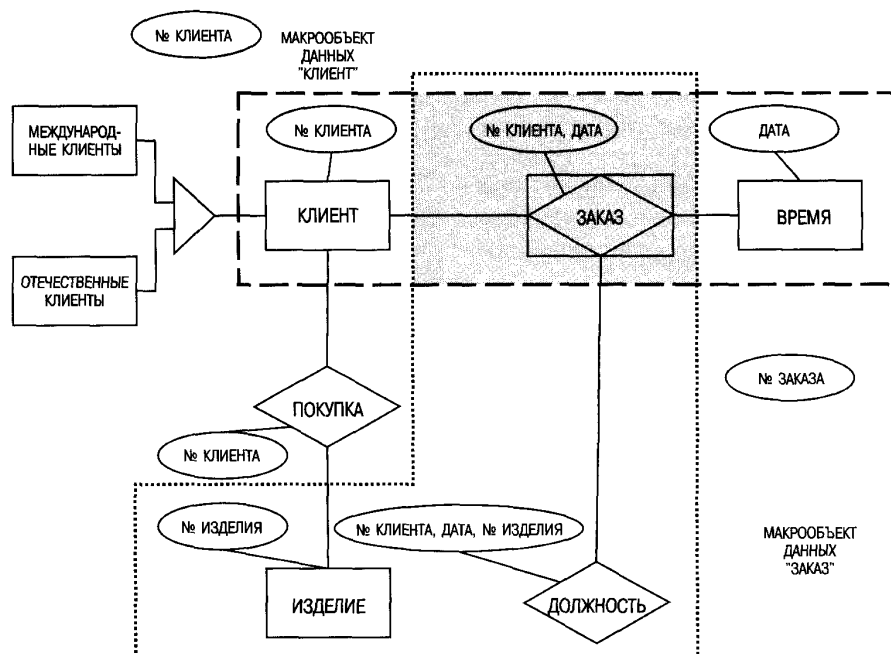 № КЛИЕНТА
МАКРООБЪЕКТ
ДАННЫХ
"КЛИЕНТ"
МЕЖДУНАРОД-
НЫЕ КЛИЕНТЫ
№ КЛИЕНТА
№ КЛИЕНТА, ДАТА
ДАТА
КЛИЕНТ
ЗАКАЗ
ВРЕМЯ
ОТЕЧЕСТВЕННЫЕ
КЛИЕНТЫ
№ ЗАКАЗА
ПОКУПКА
№ КЛИЕНТА
№ ИЗДЕЛИЯ
№ КЛИЕНТА, ДАТА, № ИЗДЕЛИЯ
МАКРООБЪЕКТ
ДАННЫХ
"ЗАКАЗ"
ИЗДЕЛИЕ
ДОЛЖНОСТЬ